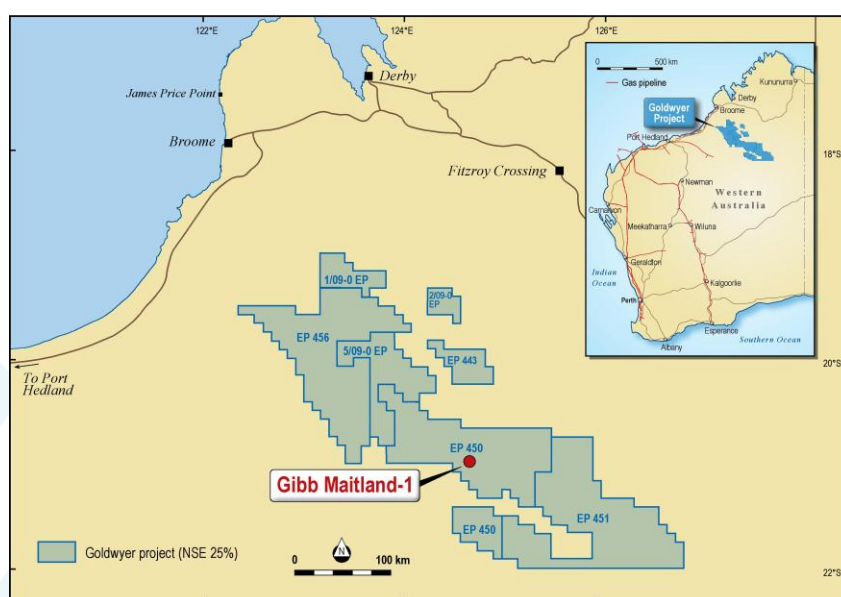 122°E
124°E
126°E
James Price Point
Derby
Broome
Fitzroy Crossing
18°S
1/09-0 EP
2/09-0
EP
EP 456
5/09-0 EP
EP 443
20°S
To Port
Hedland
EP 450
Gibb Maitland-1
EP 450
EP 451
Goldwyer project (NSE 25%)
N
0
100 km
22°S
0
500 km
Gas pipeline
Kununurra
Derby
Broome
Goldwyer
Project
Port Hedland
Newman
Western
Australia
Carnarvon
Meekatharra
Wiluna
Geraldton
Indian
Ocean
Kalgoorlie
Perth
Esperance
Albany
Southern Ocean